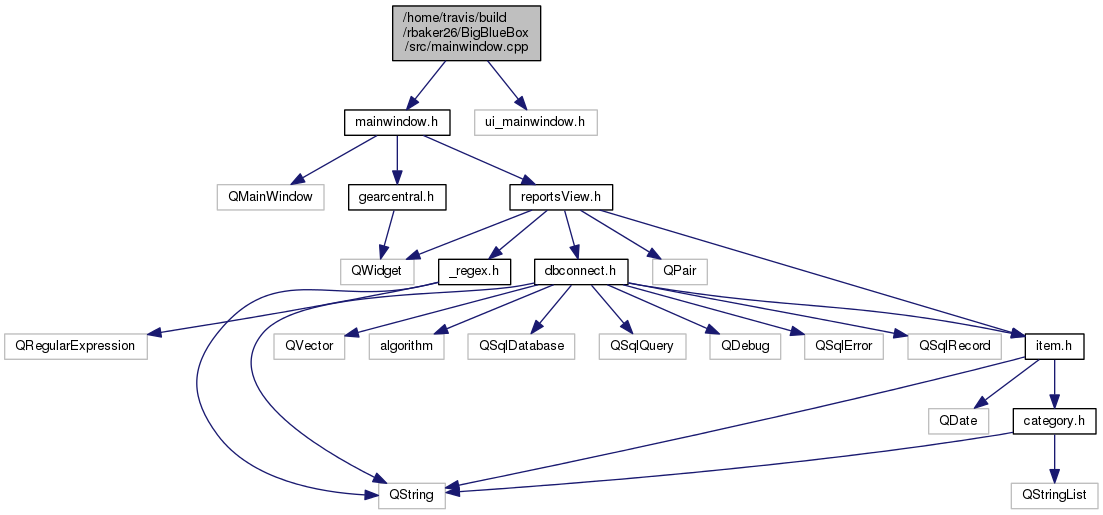 /home/travis/build
/rbaker26/BigBlueBox
/src/mainwindow.cpp
mainwindow.h
ui_mainwindow.h
QMainWindow
gearcentral.h
reportsView.h
QWidget
_regex.h
dbconnect.h
QPair
QRegularExpression
QVector
algorithm
QSqlDatabase
QSqlQuery
QDebug
QSqlError
QSqlRecord
item.h
QDate
category.h
QString
QStringList